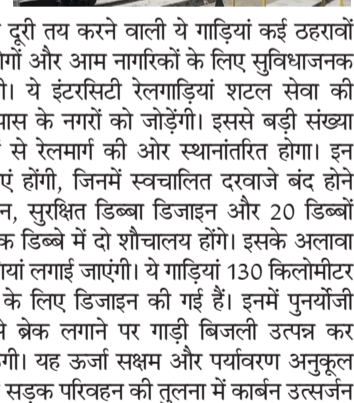 दूरी तय करने वाली ये गाड़ियां कई ठहरावों
और आम नागरिकों के लिए सुविधाजनक
ये इंटरसिटी रेलगाड़ियां शटल सेवा की
के नगरों को जोड़ेंगी। इससे बड़ी संख्या
से रेलमार्ग की ओर स्थानांतरित होगा। इन
होंगी, जिनमें स्वचालित दरवाजे बंद होने
सुरक्षित डिब्बा डिजाइन और 20 डिब्बों
डिब्बे में दो शौचालय होंगे। इसके अलावा
लगाई जाएंगी। ये गाड़ियां 130 किलोमीटर
के लिए डिजाइन की गई हैं। इनमें पुनर्योजी
ब्रेक लगाने पर गाड़ी बिजली उत्पन्न कर
यह ऊर्जा सक्षम और पर्यावरण अनुकूल
सड़क परिवहन की तुलना में कार्बन उत्सर्जन